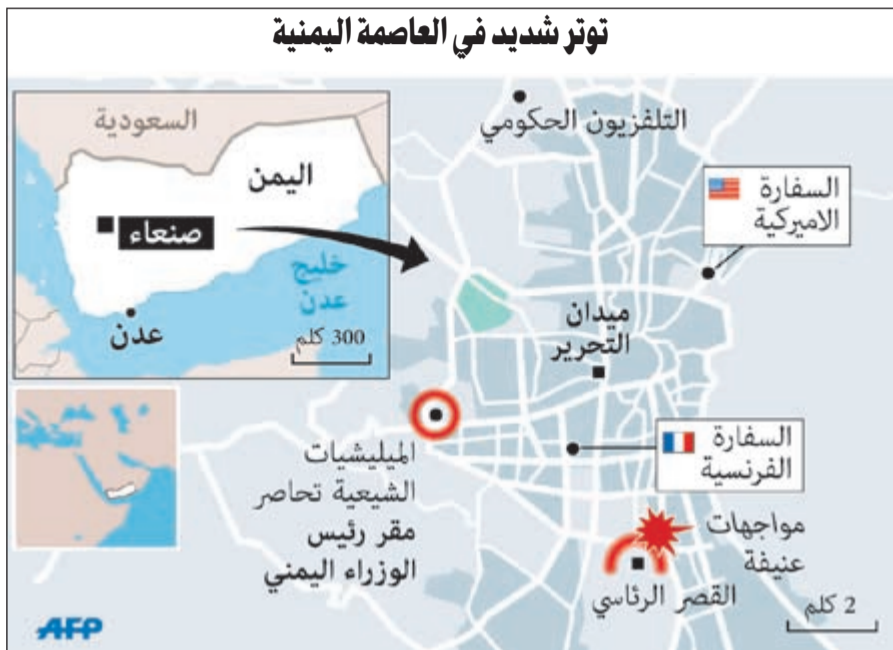 توتر شديد في العاصمة اليمنية
التلفزيون الحكومي
السعودية
اليمن
صنعاء
خليج
عدن
عدن
300 كلم
السفارة
الاميركية
ميدان
التحرير
السفارة
الفرنسية
الميليشيات
الشيعية تحاصر
مقر رئيس
الوزراء اليمني
مواجهات
عنيفة
القصر الرئاسي
2 كلم
AFP